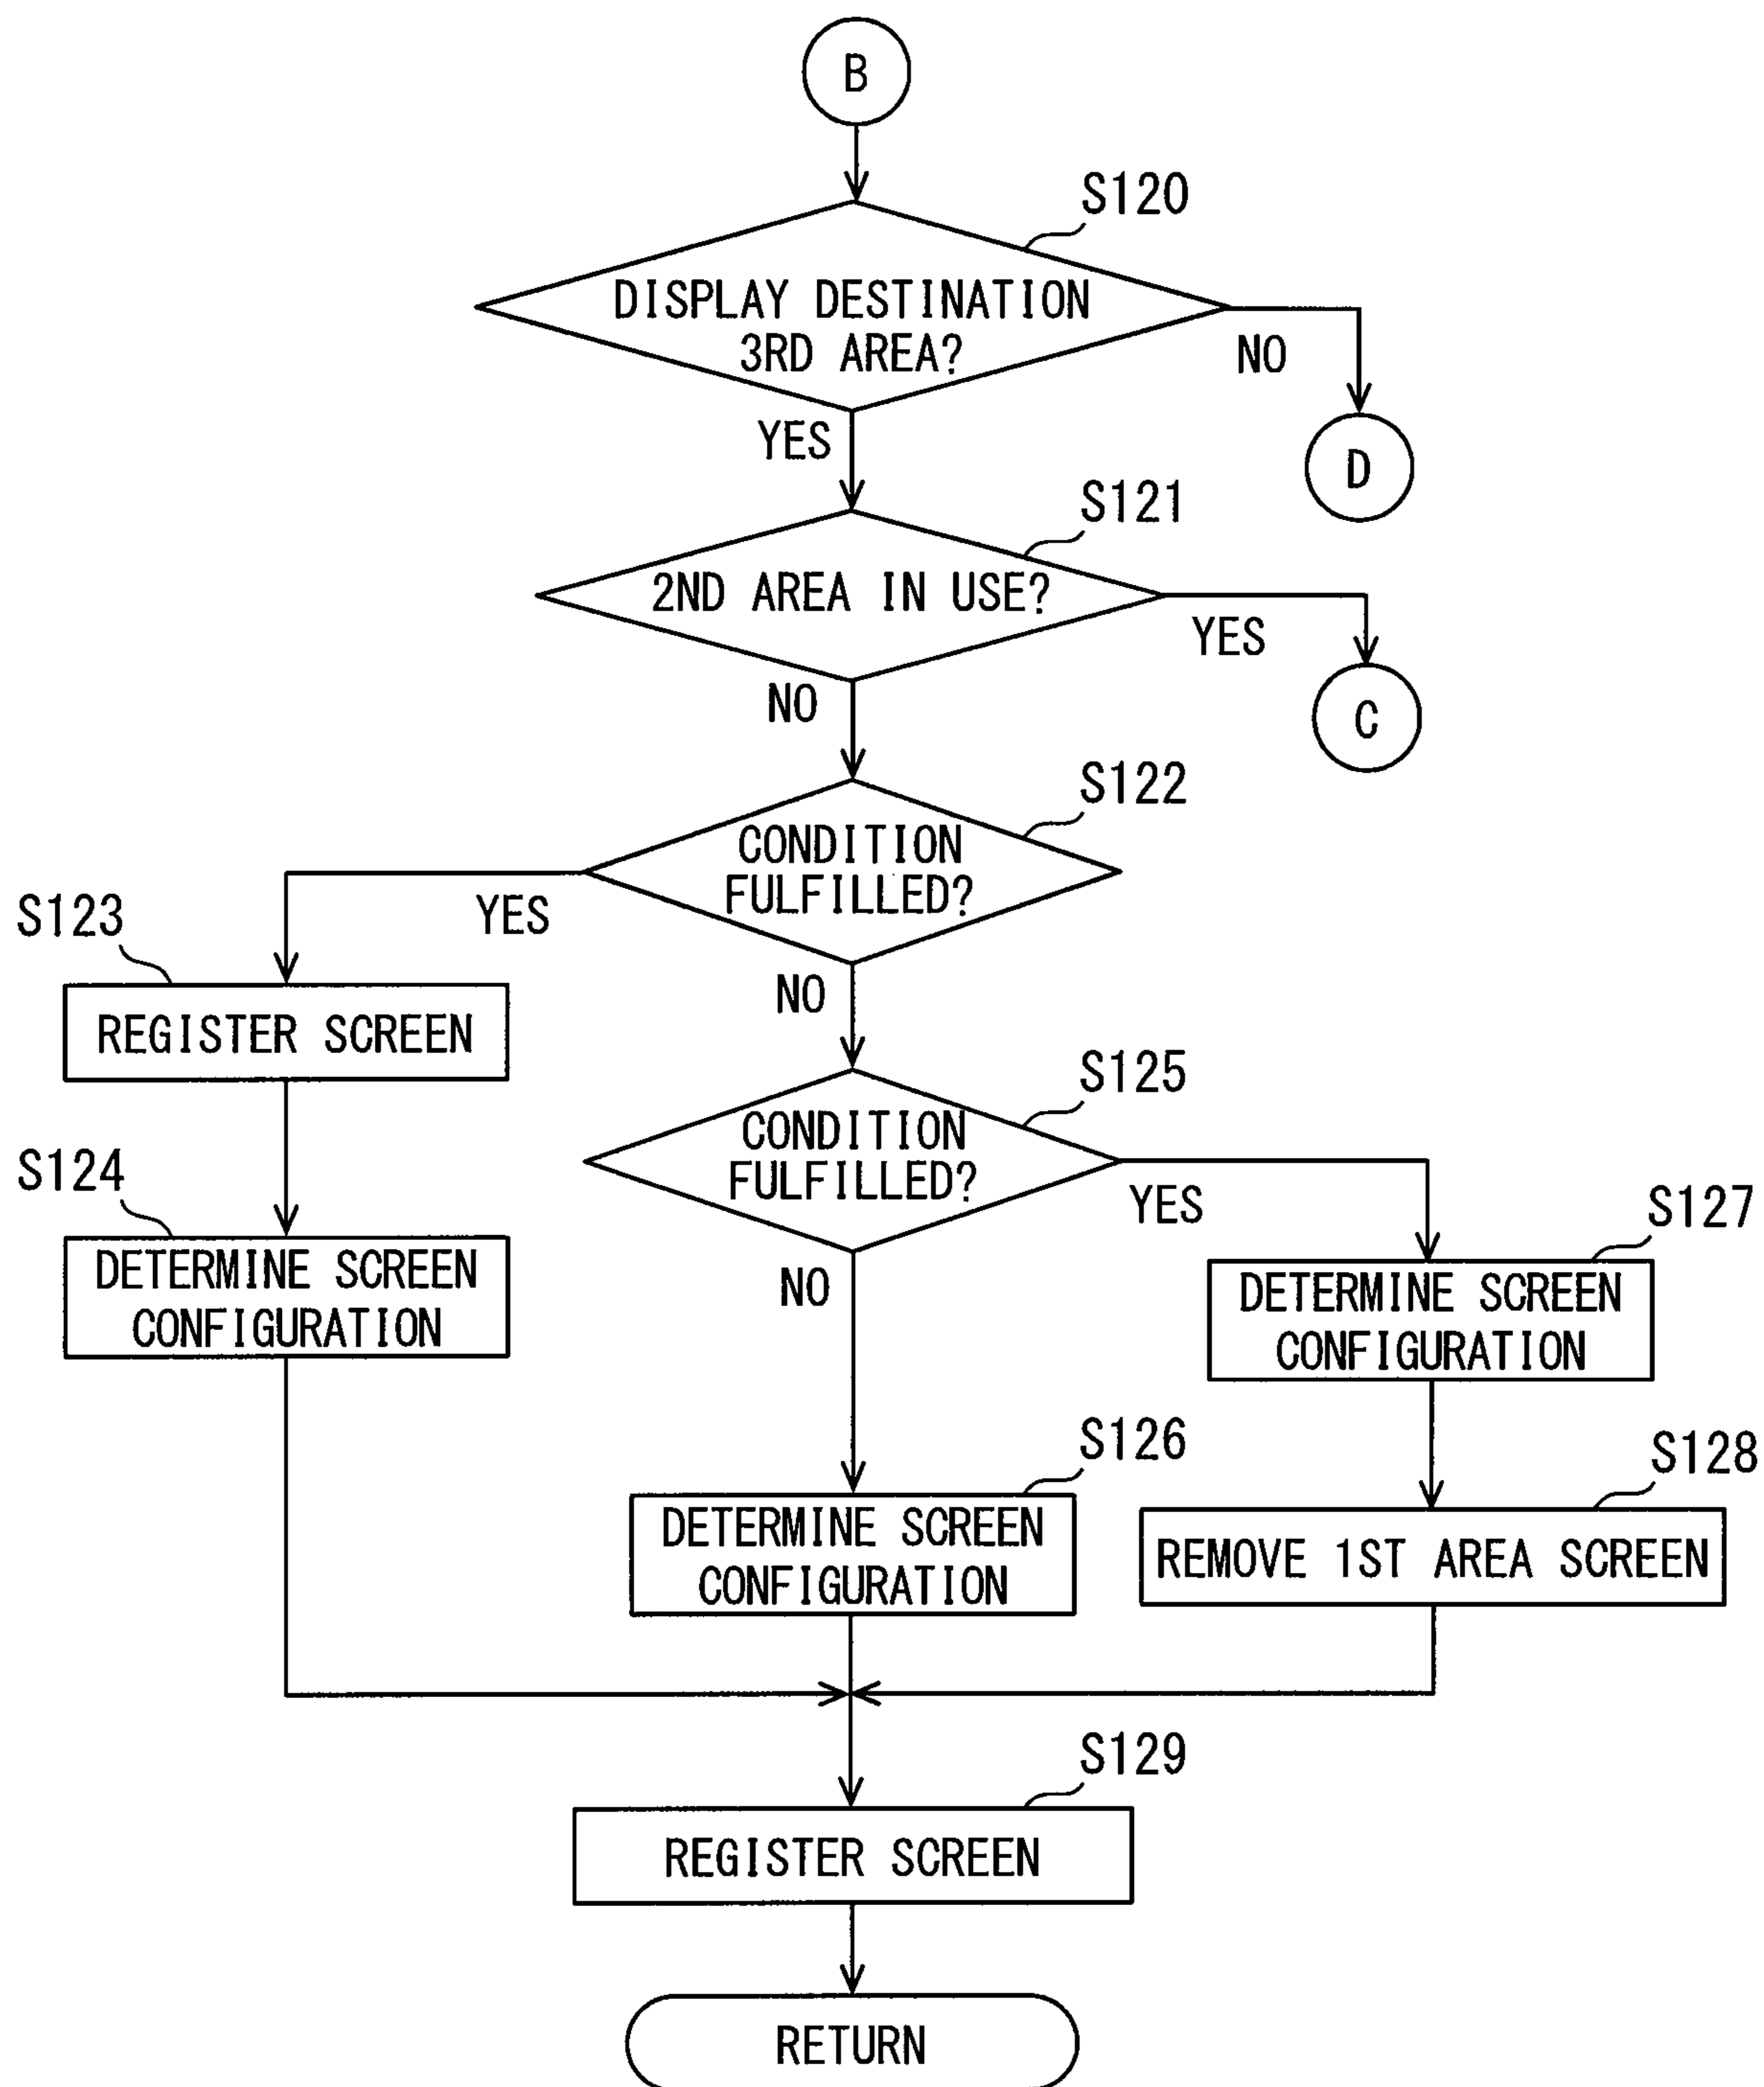 B
S120
DISPLAY DESTINATION
3RD AREA?
NO
D
YES
S121
2ND AREA IN USE?
YES
C
NO
S122
CONDITION
FULFILLED?
YES
S123
REGISTER SCREEN
NO
S125
CONDITION
FULFILLED?
YES
S124
DETERMINE SCREEN
CONFIGURATION
NO
S127
DETERMINE SCREEN
CONFIGURATION
S126
DETERMINE SCREEN
CONFIGURATION
S128
REMOVE 1ST AREA SCREEN
S129
REGISTER SCREEN
RETURN